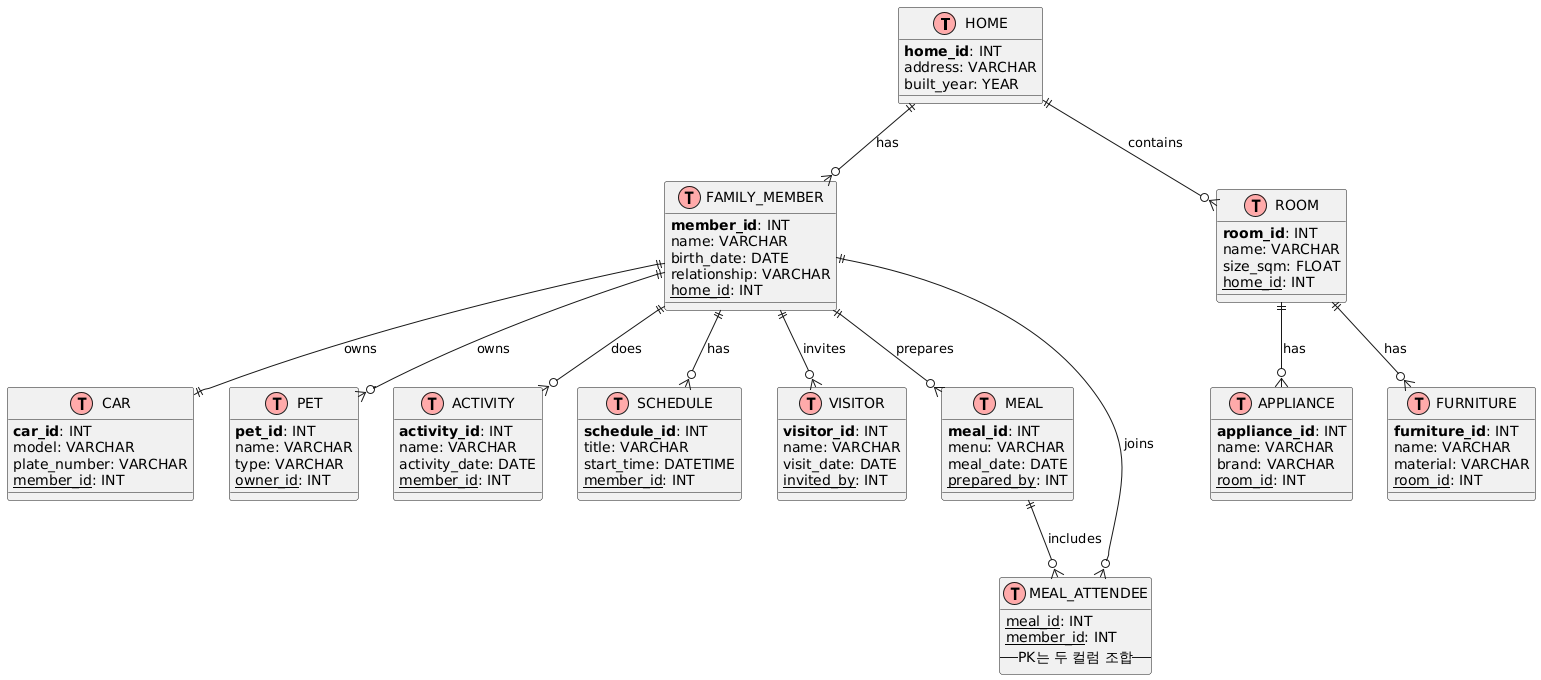 T HOME
home_id: INT
address: VARCHAR
built_year: YEAR
has
contains
T FAMILY_MEMBER
member_id: INT
name: VARCHAR
birth_date: DATE
relationship: VARCHAR
home_id: INT
T ROOM
room_id: INT
name: VARCHAR
size_sqm: FLOAT
home_id: INT
owns
owns
does
has
invites
prepares
joins
has
has
T CAR
car_id: INT
model: VARCHAR
plate_number: VARCHAR
member_id: INT
T PET
pet_id: INT
name: VARCHAR
type: VARCHAR
owner_id: INT
T ACTIVITY
activity_id: INT
name: VARCHAR
activity_date: DATE
member_id: INT
T SCHEDULE
schedule_id: INT
title: VARCHAR
start_time: DATETIME
member_id: INT
T VISITOR
visitor_id: INT
name: VARCHAR
visit_date: DATE
invited_by: INT
T MEAL
meal_id: INT
menu: VARCHAR
meal_date: DATE
prepared_by: INT
T APPLIANCE
appliance_id: INT
name: VARCHAR
brand: VARCHAR
room_id: INT
T FURNITURE
furniture_id: INT
name: VARCHAR
material: VARCHAR
room_id: INT
includes
T MEAL_ATTENDEE
meal_id: INT
member_id: INT
PK는 두 컬럼 조합